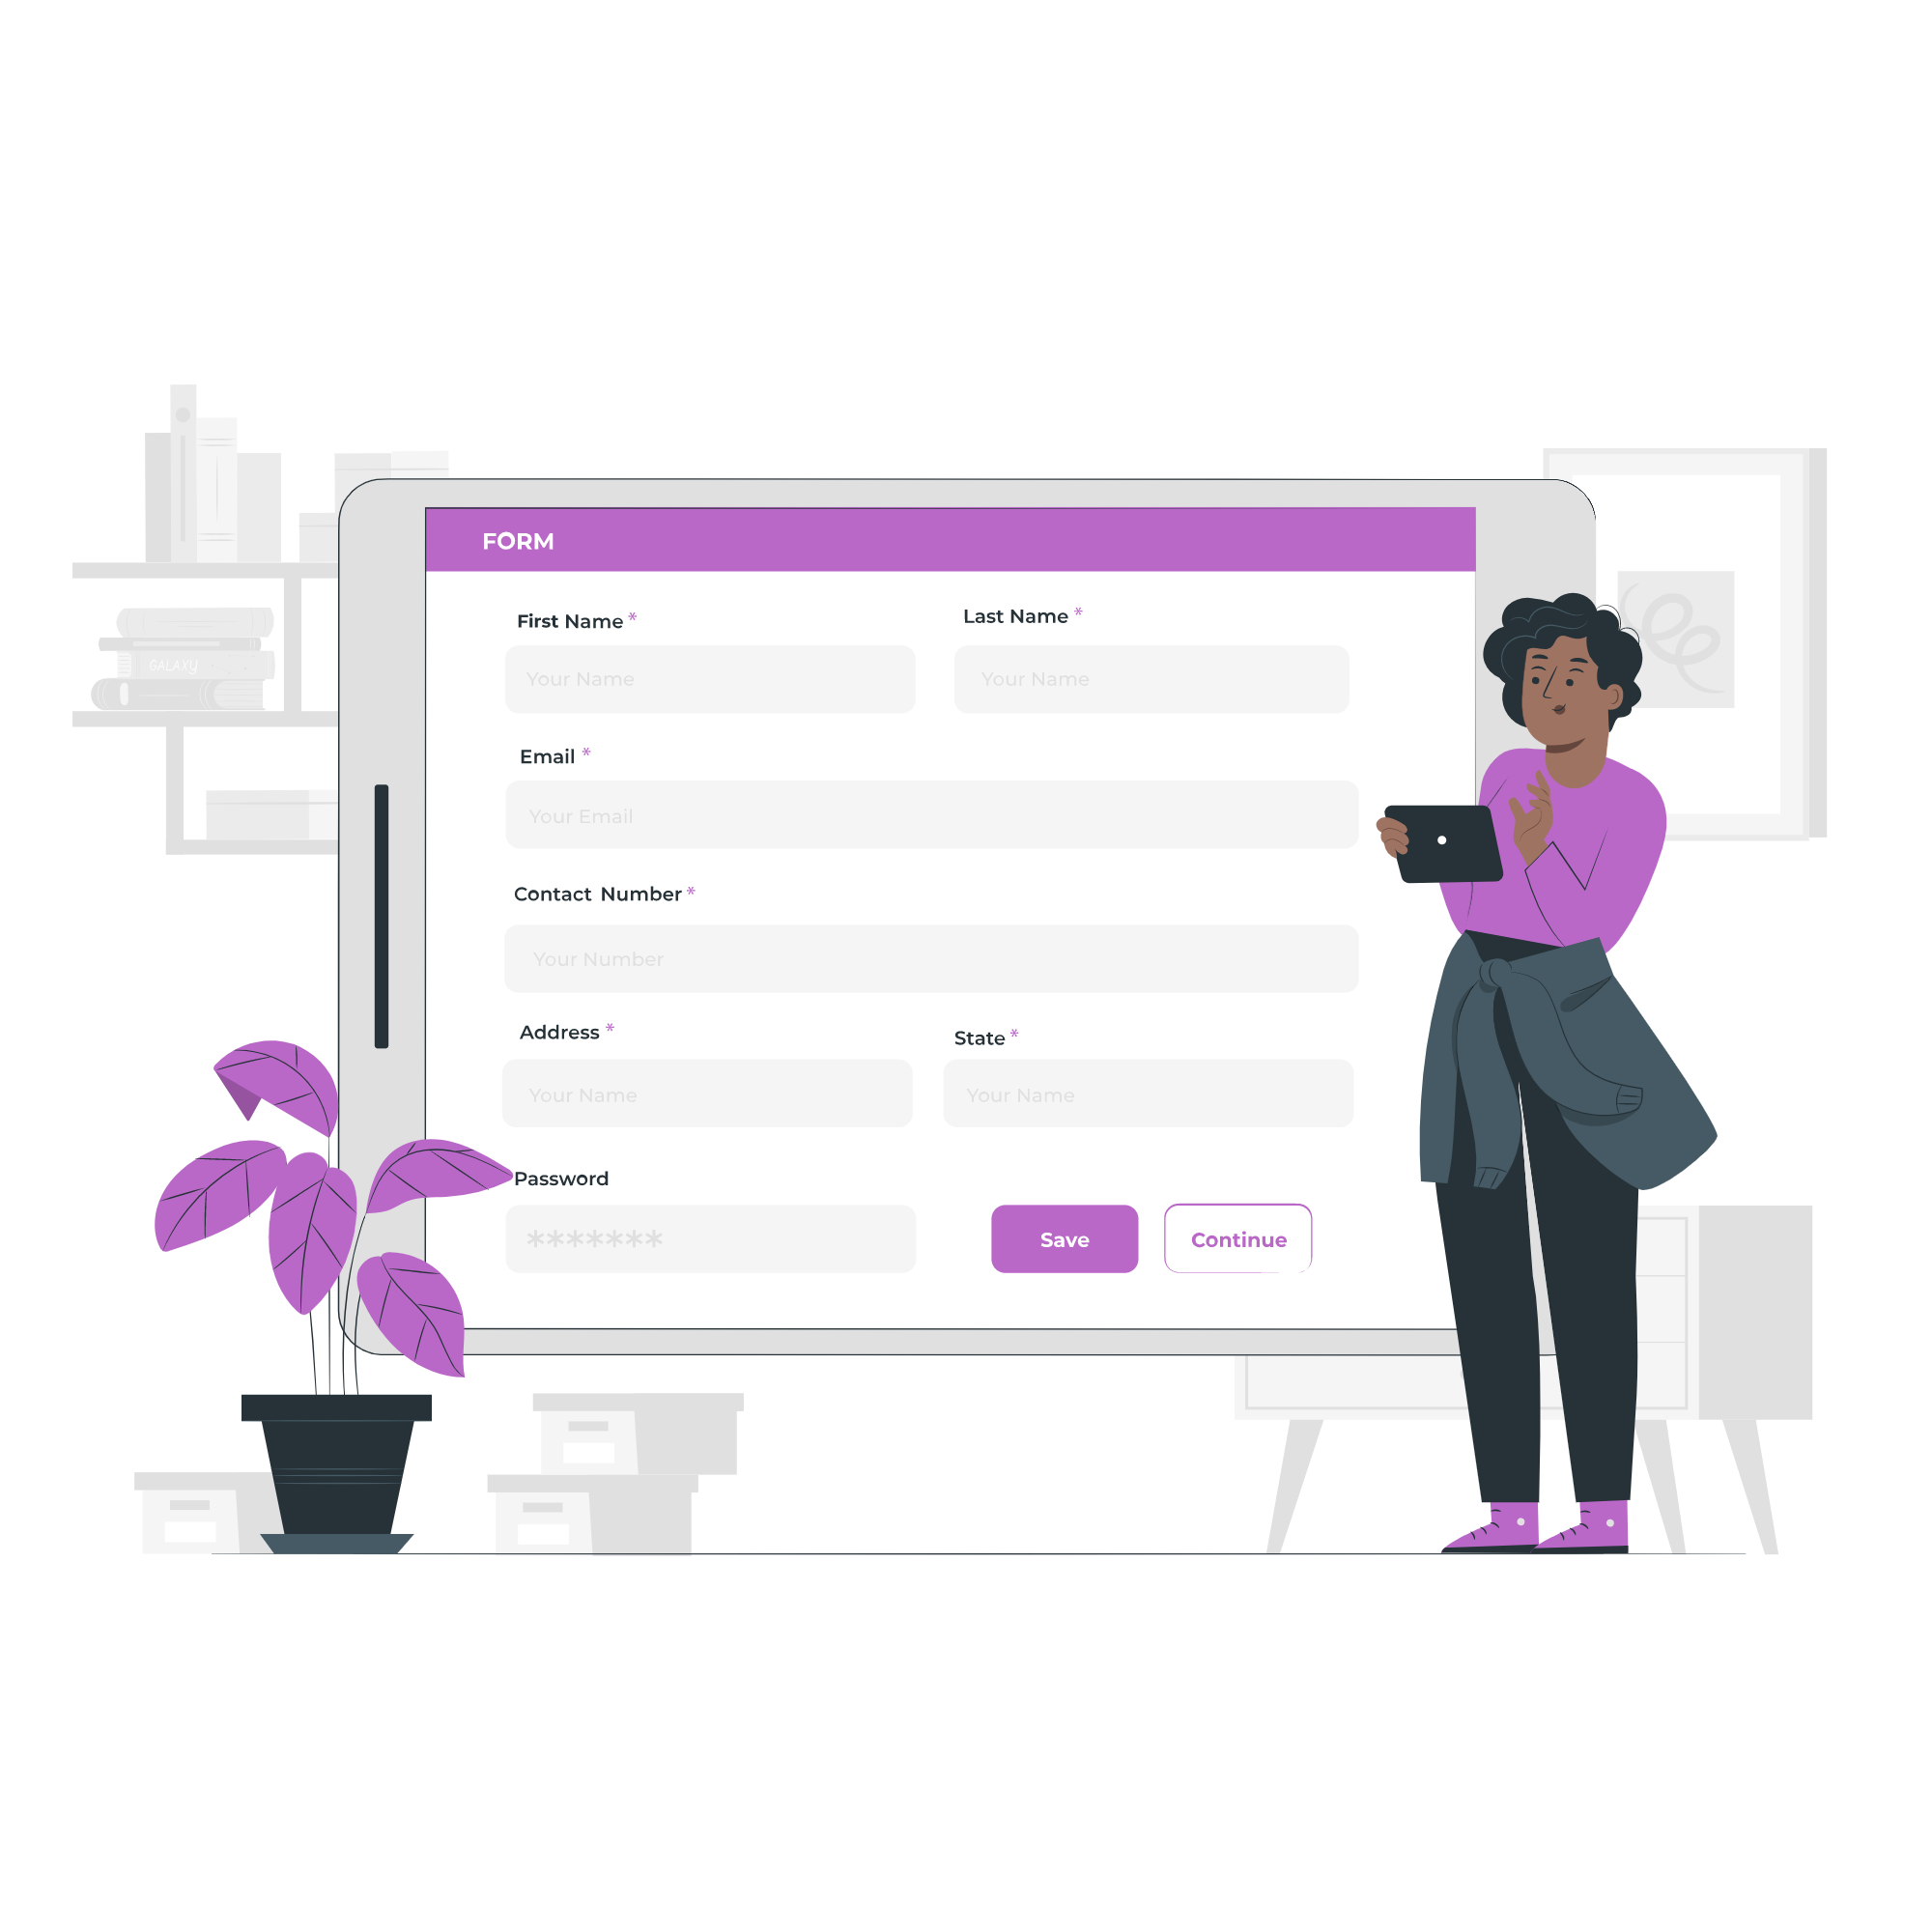 FORM
First Name *
Last Name *
Your Name
Your Name
Email *
Your Email
Contact Number *
Your Number
Address *
State *
Your Name
Your Name
Password
*******
Save
Continue
GALAXY